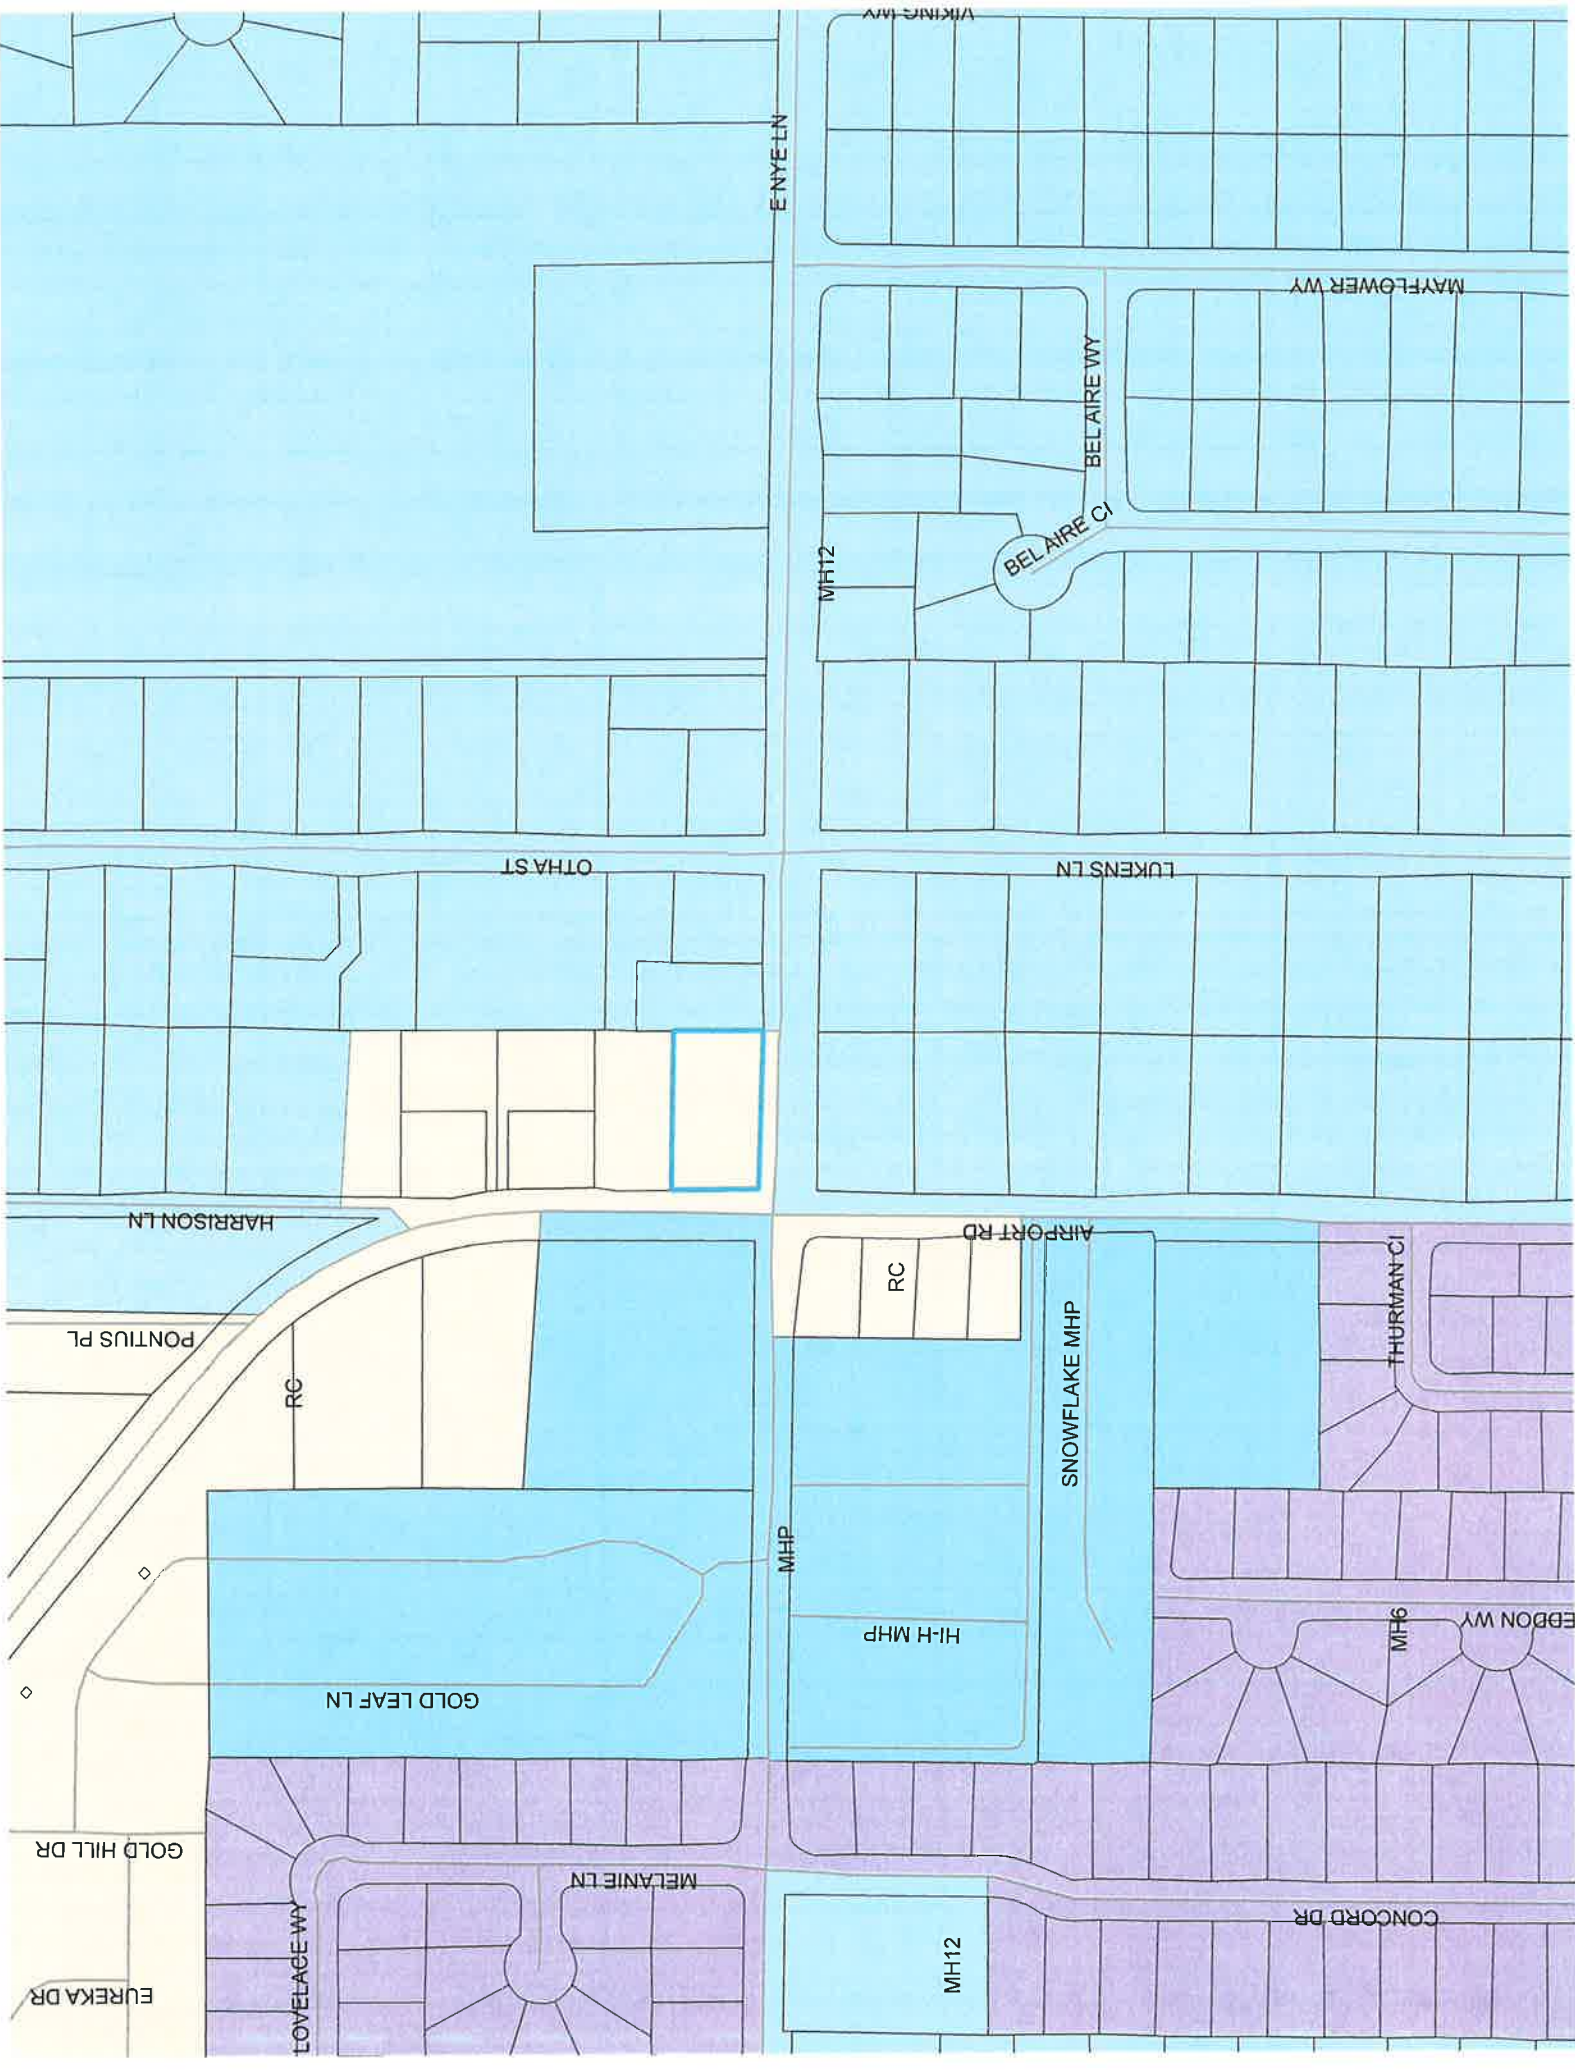 VIKING WY
E NYE LN
MAYFLOWER WY
BEL AIRE WY
BEL AIRE CI
MH12
OTHA ST
LUKENS LN
HARRISON LN
AIRPORT RD
RC
THURMAN CI
PONTIUS PL
SNOWFLAKE MHP
RC
MHP
HI-H MHP
MH6
EDDON WY
GOLD LEAF LN
GOLD HILL DR
MELANIE LN
CONCORD DR
LOVELACE WY
MH12
EUREKA DR